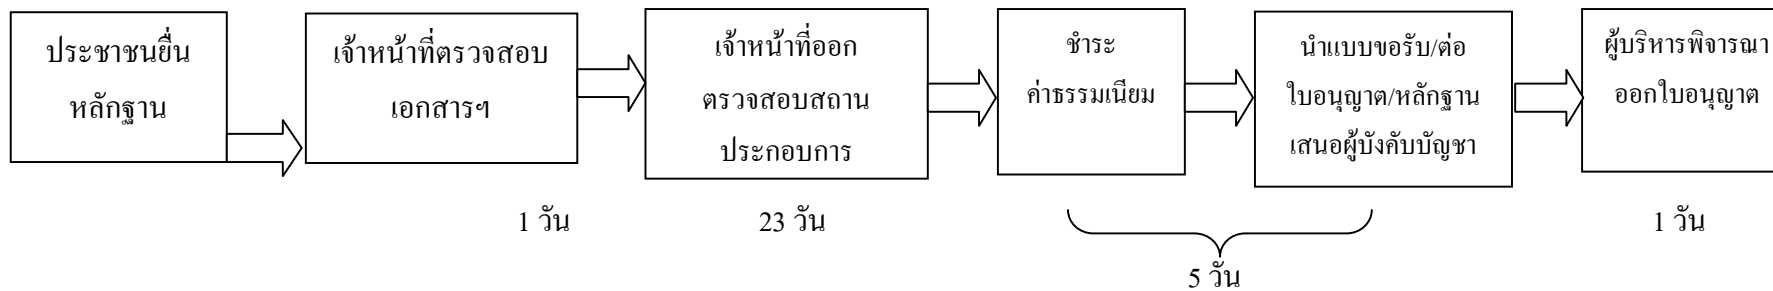 ประชาชนยื่น
หลักฐาน
เจ้าหน้าที่ตรวจสอบ
เอกสารฯ
เจ้าหน้าที่ออก
ตรวจสอบสถาน
ประกอบการ
ชำระ
ค่าธรรมเนียม
นำแบบขอรับ/ต่อ
ใบอนุญาต/หลักฐาน
เสนอผู้บังคับบัญชา
ผู้บริหารพิจารณา
ออกใบอนุญาต
1 วัน
23 วัน
5 วัน
1 วัน